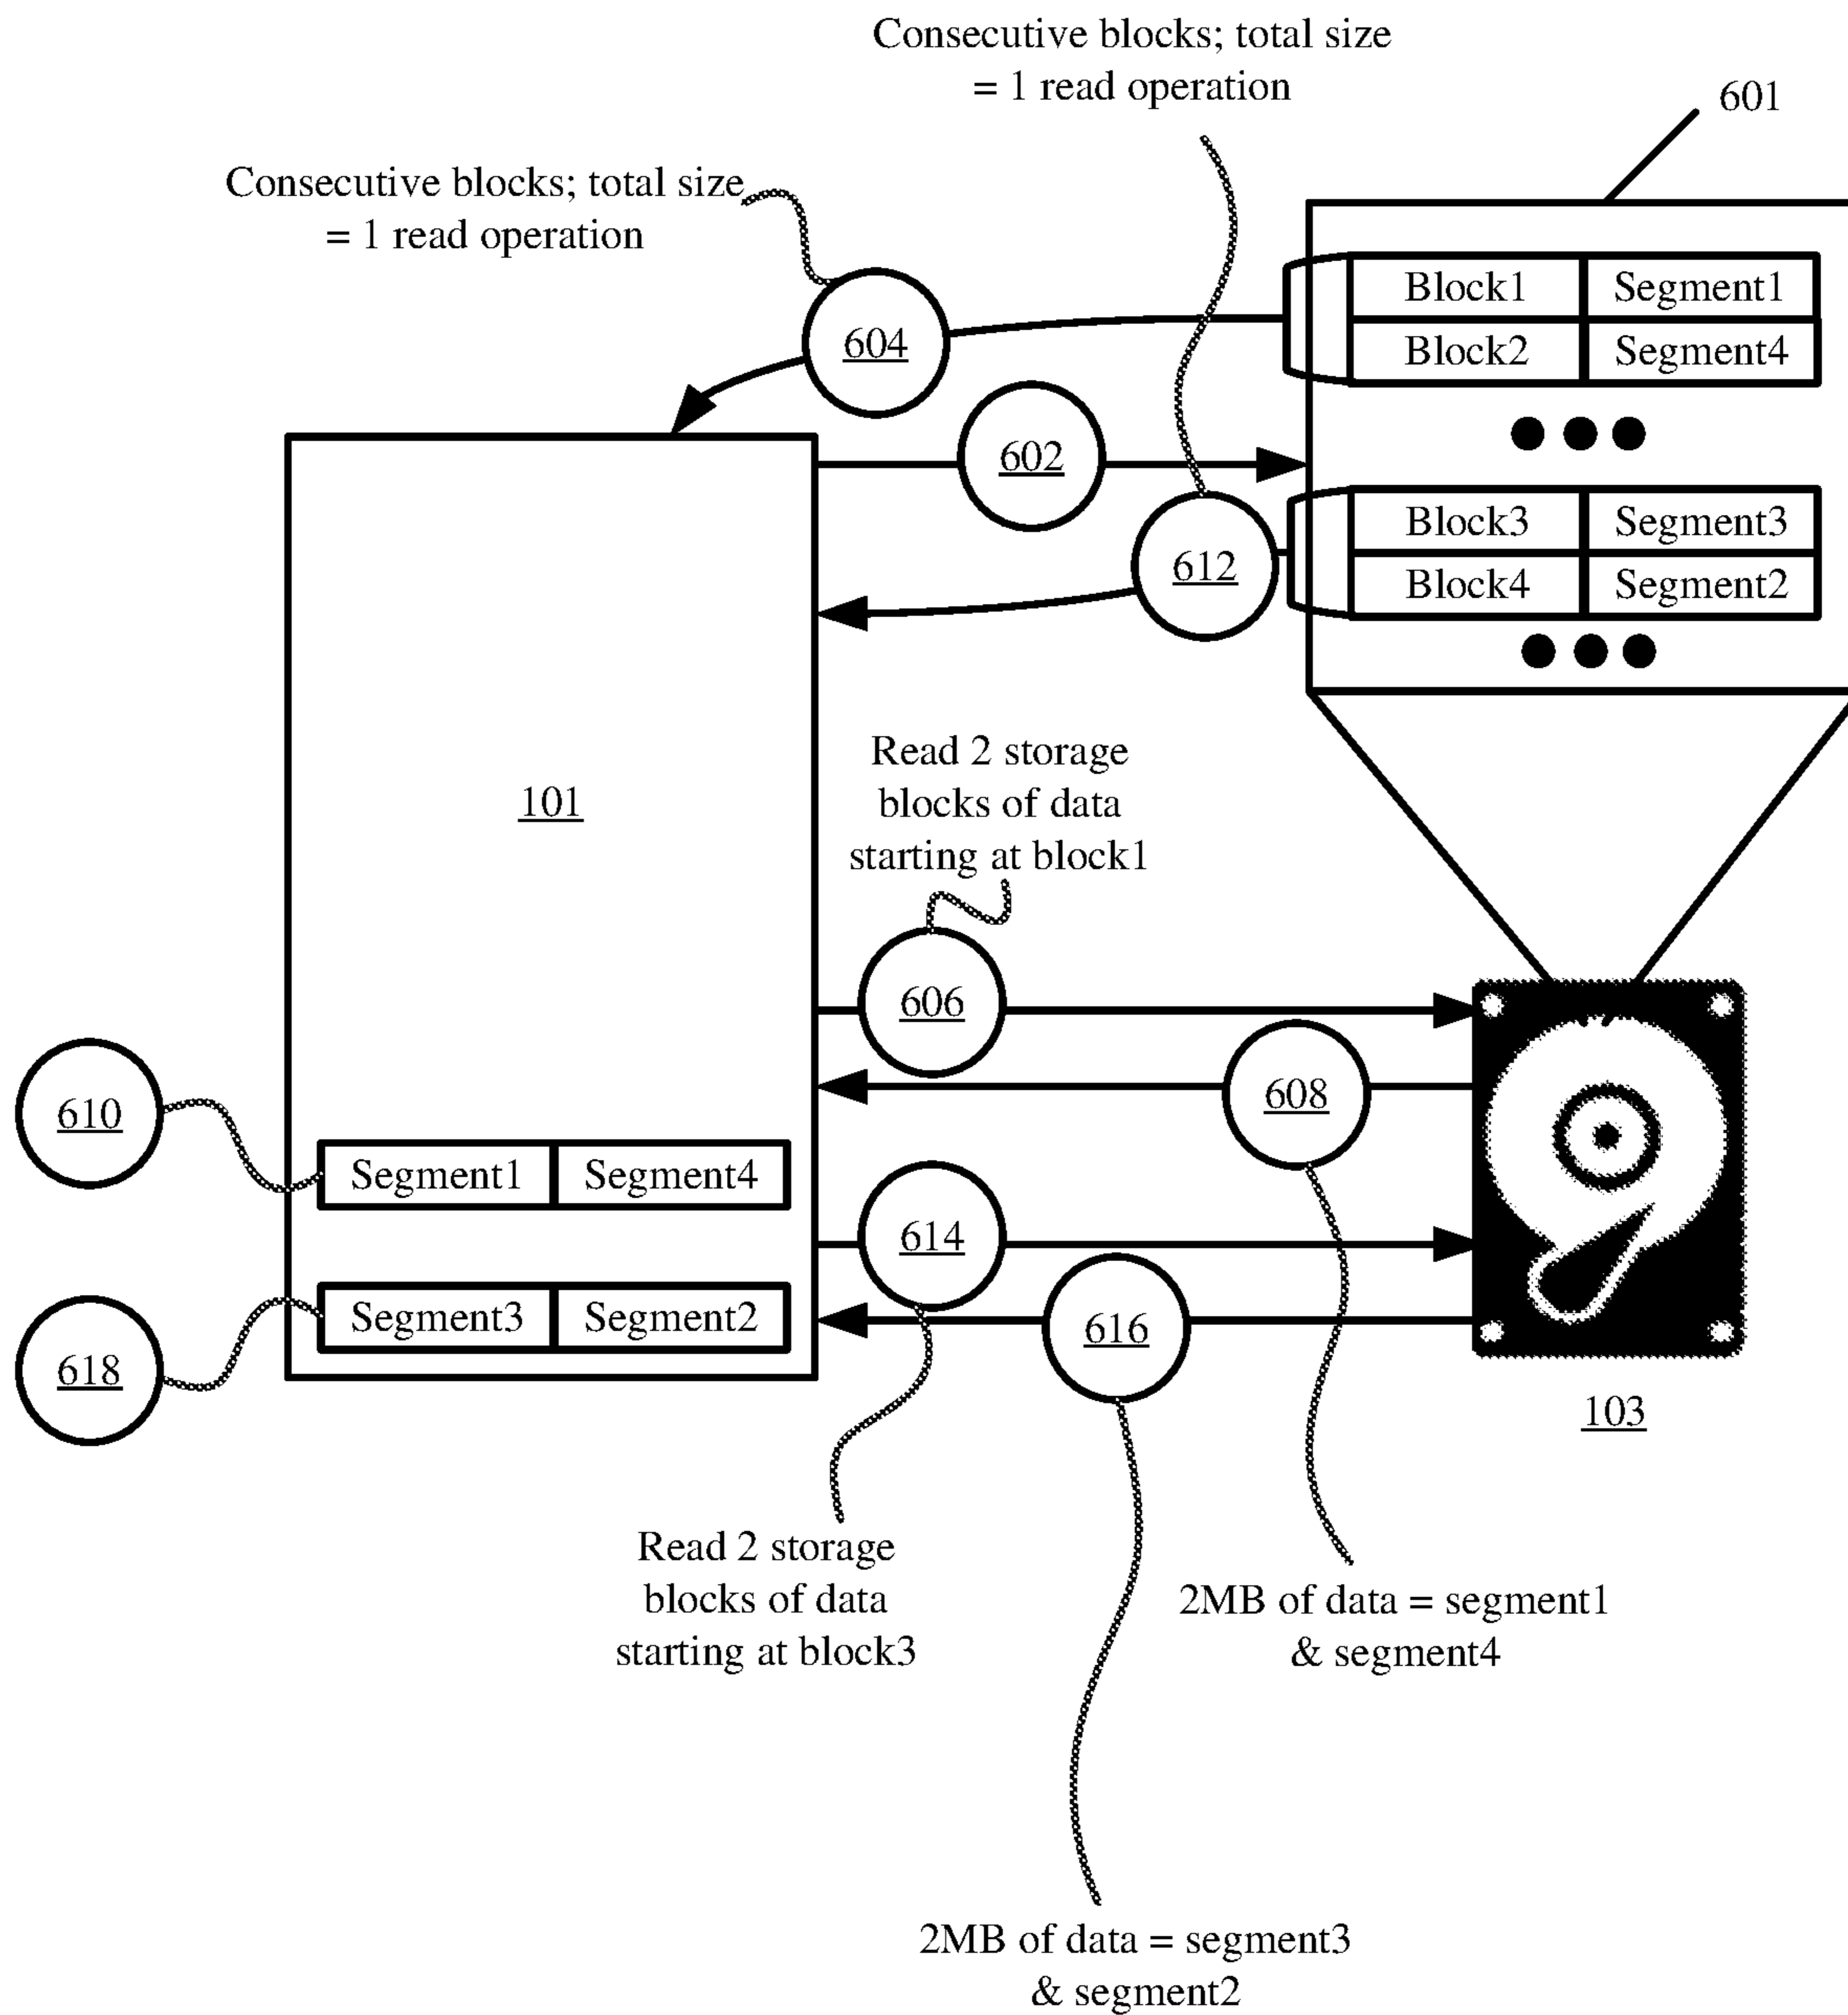 Consecutive blocks; total size
= 1 read operation
601
Consecutive blocks; total size
= 1 read operation
Block1 Segment1
604
Block2 Segment4
602
Block3 Segment3
612
Block4 Segment2
Read 2 storage
blocks of data
starting at block1
101
606
608
610
Segment1 Segment4
614
Segment3 Segment2
616
618
103
Read 2 storage
blocks of data
starting at block3
2MB of data = segment1
& segment4
2MB of data = segment3
& segment2